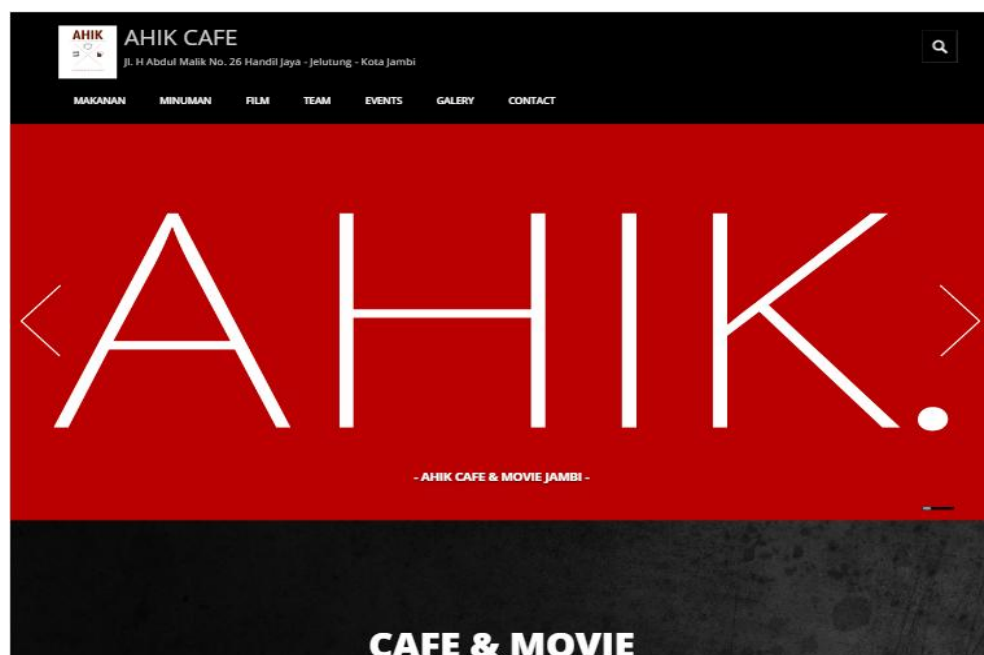 AHIK
AHIK CAFE
Jl. H Abdul Malik No. 26 Handil Jaya - Jelutung - Kota Jambi
MAKANAN MINUMAN FILM TEAM EVENTS GALERY CONTACT
AHIK.
- AHIK CAFE & MOVIE JAMBI -
CAFE & MOVIE